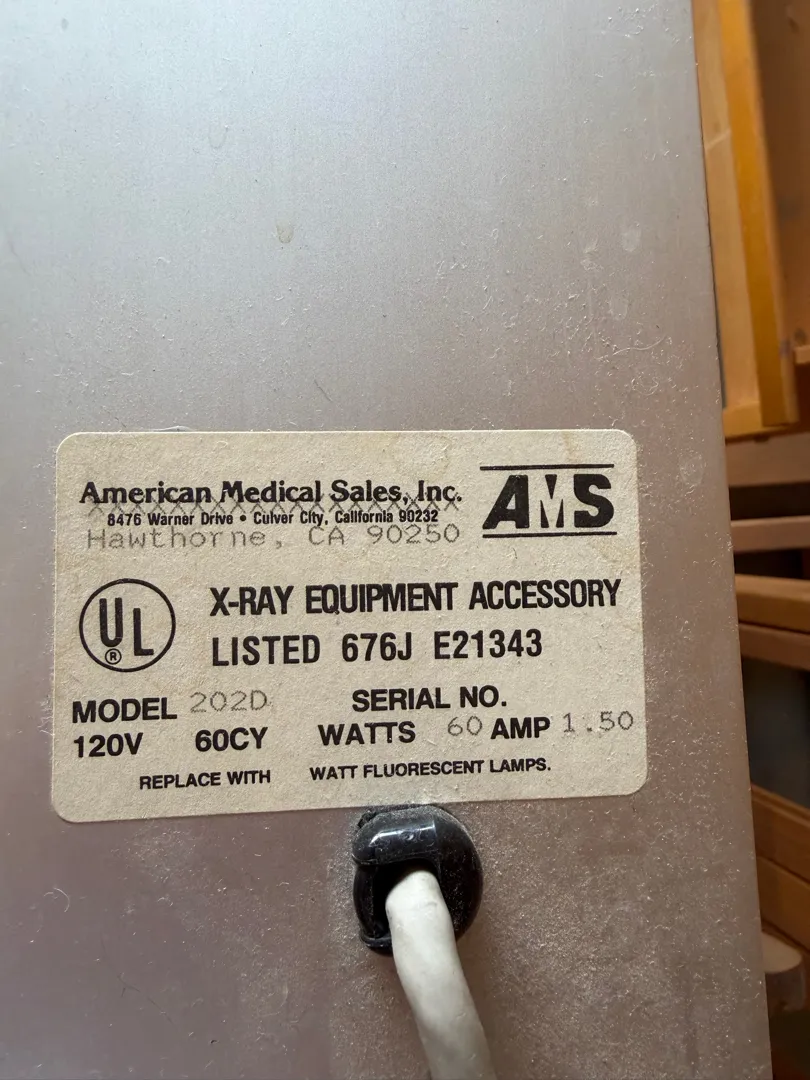 American Medical Sales, Inc.
AMS
8476 Warner Drive • Culver City, California 90232
Hawthorne, CA 90250
UL
®
X-RAY EQUIPMENT ACCESSORY
LISTED 676J E21343
MODEL 202D SERIAL NO.
120V 60CY WATTS 60 AMP 1.50
REPLACE WITH WATT FLUORESCENT LAMPS.